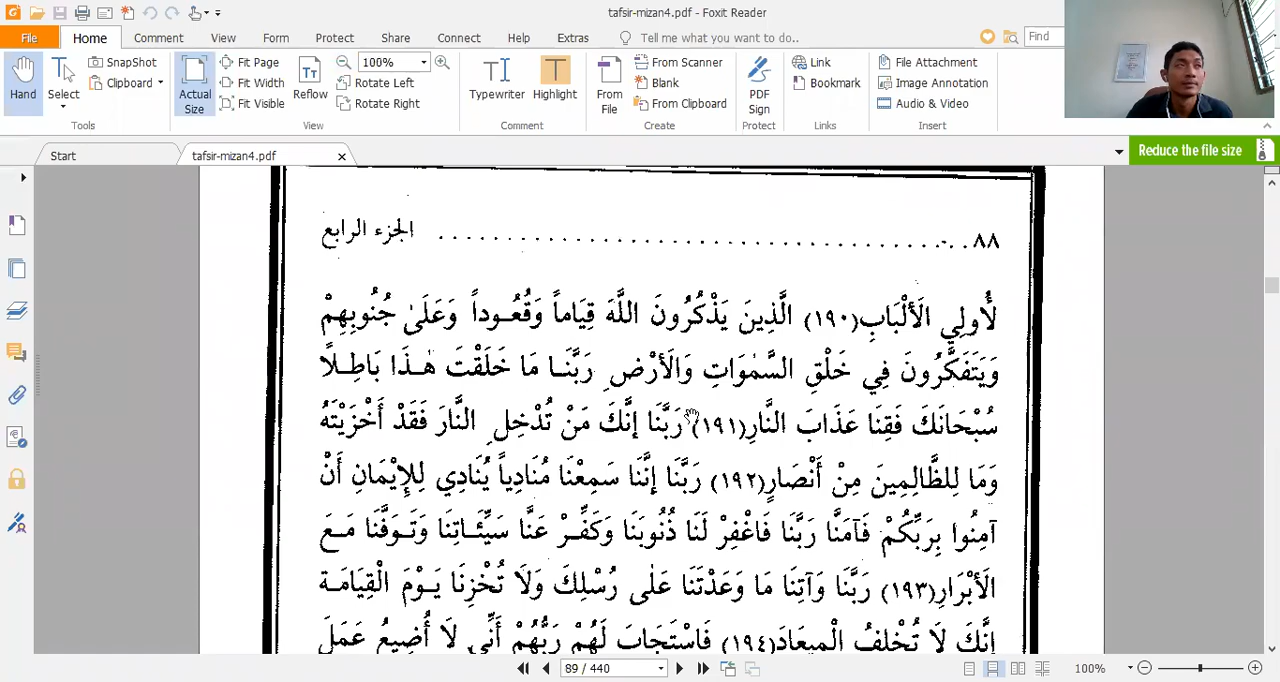 tafsir-mizan4.pdf - Foxit Reader
File Home Comment View Form Protect Share Connect Help Extras Tell me what you want to do.. Find
Hand Select SnapShot Clipboard Actual Size Fit Page Fit Width Fit Visible Reflow 100% Rotate Left Rotate Right Typewriter Highlight From File From Scanner Blank From Clipboard PDF Sign Link Bookmark File Attachment Image Annotation Audio & Video
Tools View Comment Create Protect Links Insert
Start tafsir-mizan4.pdf Reduce the file size
٨٨ ........................................ الجزء الرابع
لِأُولِي الَألْبَابِ (١٩٠) الَّذِينَ يَذْكُرُونَ اللَّهَ قِيَاماً وَقُعُوداً وَعَلَىٰ جُنُوبِهِمْ
وَيَتَفَكَّرُونَ فِي خَلْقِ السَّمٰوَاتِ وَالَأرْضِ رَبَّنَا مَا خَلَقْتَ هٰذَا بَاطِلًا
سُبْحَانَكَ فَقِنَا عَذَابَ النَّارِ (١٩١) رَبَّنَا إِنَّكَ مَنْ تُدْخِلِ النَّارَ فَقَدْ أَخْزَيْتَهُ
وَمَا لِلظَّالِمِينَ مِنْ أَنْصَارٍ (١٩٢) رَبَّنَا إِنَّنَا سَمِعْنَا مُنَادِياً يُنَادِي لِلإِيْمَانِ أَنْ
آمِنُوا بِرَبِّكُمْ فَآمَنَّا رَبَّنَا فَاغْفِرْ لَنَا ذُنُوبَنَا وَكَفِّرْ عَنَّا سَيِّئَاتِنَا وَتَوَفَّنَا مَعَ
الَأبْرَارِ (١٩٣) رَبَّنَا وَآتِنَا مَا وَعَدْتَنَا عَلٰى رُسْلِكَ وَلَا تُخْزِنَا يَوْمَ الْقِيَامَة
إِنَّكَ لَا تُخْلِفُ الْمِيعَادَ (١٩٤) فَاسْتَجَابَ لَهُمْ رَبُّهُمْ أَنِّي لَا أُضِيعُ عَمَلَ
89 / 440 100%